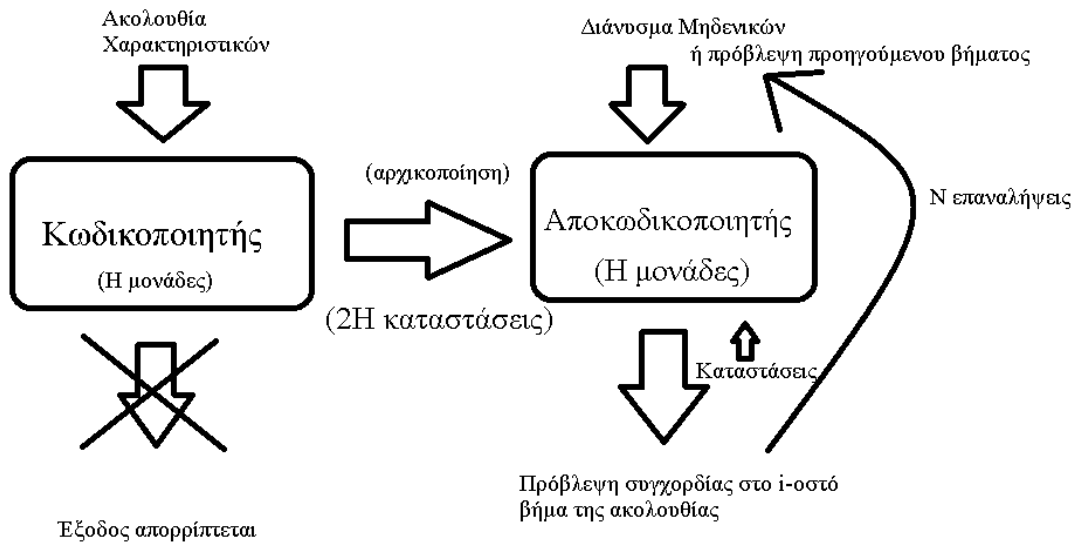 Ακολουθία
Χαρακτηριστικών
Διάνυσμα Μηδενικών
ή πρόβλεψη προηγούμενου βήματος
Κωδικοποιητής
(Η μονάδες)
(αρχικοποίηση)
(2Η καταστάσεις)
Αποκωδικοποιητής
(Η μονάδες)
Ν επαναλήψεις
Καταστάσεις
Έξοδος απορρίπτεται
Πρόβλεψη συγχορδίας στο i-οστό
βήμα της ακολουθίας